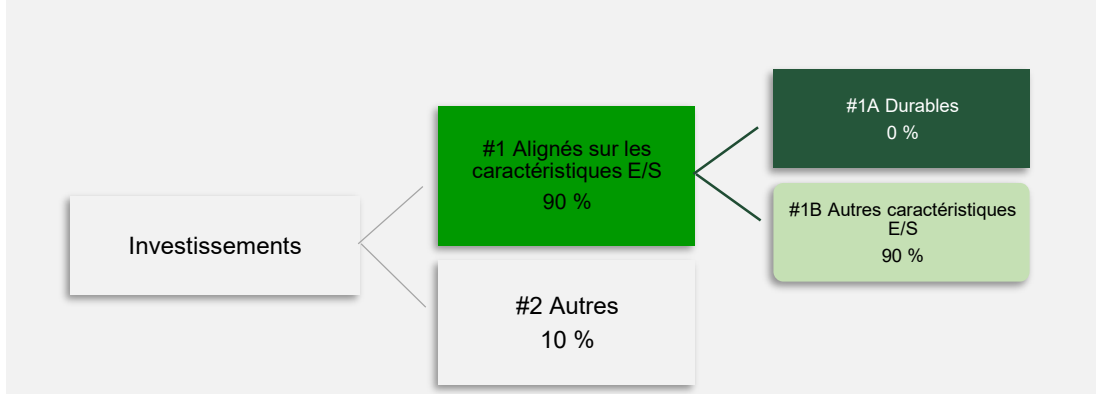 Investissements
#1 Alignés sur les
caractéristiques E/S
90 %
#2 Autres
10 %
#1A Durables
0 %
#1B Autres caractéristiques
E/S
90 %